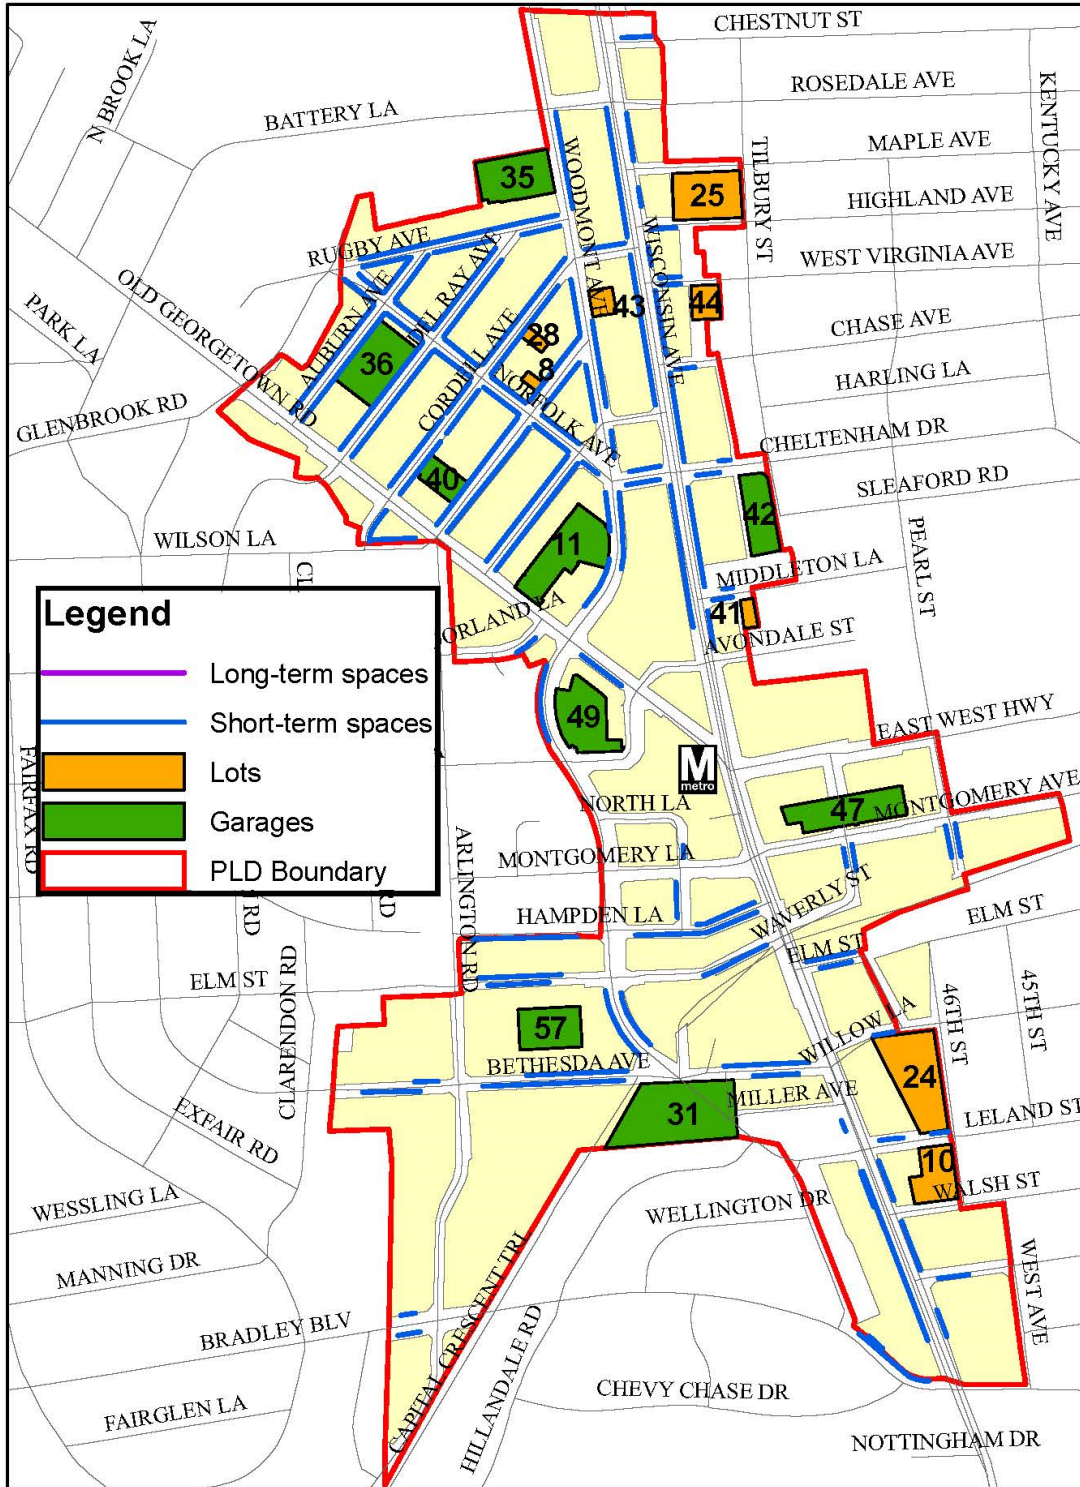 CHESTNUT ST
N BROOK LA
ROSEDALE AVE
KENTUCKY AVE
BATTERY LA
MAPLE AVE
WOODMONT AVE
TILBURY ST
35
25
HIGHLAND AVE
RUGBY AVE
WISCONSIN AVE
WEST VIRGINIA AVE
DEL RAY AVE
OLD GEORGETOWN RD
AUBURN AVE
PARK LA
43
44
CHASE AVE
28
36
CORDELL AVE
8
HARLING LA
NORFOLK AVE
GLENBROOK RD
CHELTENHAM DR
40
SLEAFORD RD
42
WILSON LA
11
PEARL ST
MIDDLETON LA
CL
Legend
ORLAND LA
41
AVONDALE ST
Long-term spaces
Short-term spaces
49
EAST WEST HWY
FAIRFAX RD
Lots
M
metro
NORTH LA
47
MONTGOMERY AVE
Garages
ARLINGTON RD
MONTGOMERY LA
PLD Boundary
WAVERLY ST
RD
RD
HAMPDEN LA
ELM ST
ELM ST
ELM ST
CLARENDON RD
46TH ST
45TH ST
57
WILLOW LA
BETHESDA AVE
24
MILLER AVE
31
LELAND ST
EXFAIR RD
10
WALSH ST
WESSLING LA
WELLINGTON DR
MANNING DR
CAPITAL CRESCENT TRL
WEST AVE
BRADLEY BLV
HILLANDALE RD
CHEVY CHASE DR
FAIRGLEN LA
NOTTINGHAM DR